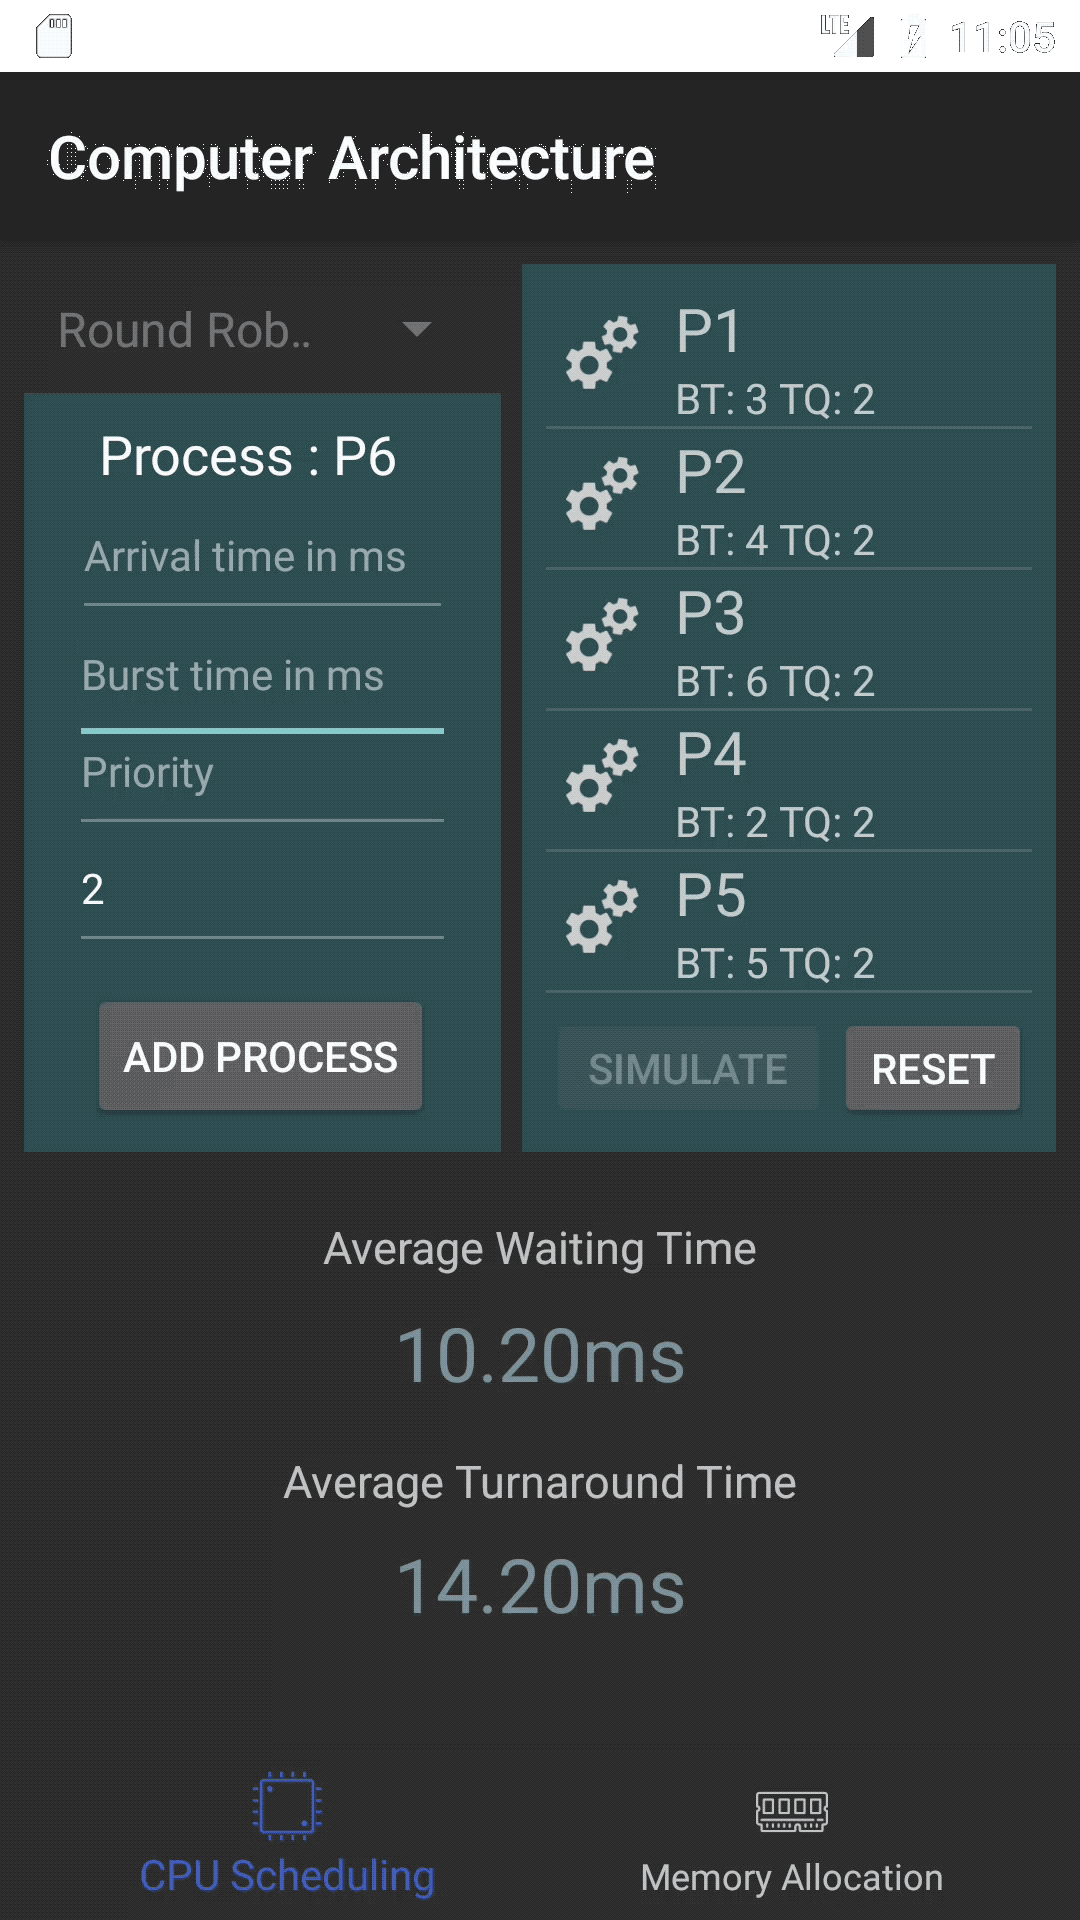 LTE 11:05
Computer Architecture
Round Rob..
Process : P6
Arrival time in ms
Burst time in ms
Priority
2
ADD PROCESS
P1
BT: 3 TQ: 2
P2
BT: 4 TQ: 2
P3
BT: 6 TQ: 2
P4
BT: 2 TQ: 2
P5
BT: 5 TQ: 2
SIMULATE RESET
Average Waiting Time
10.20ms
Average Turnaround Time
14.20ms
CPU Scheduling Memory Allocation